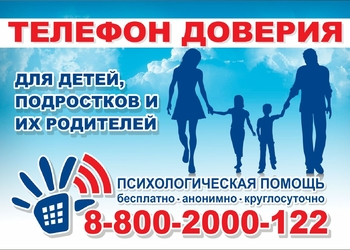 ТЕЛЕФОН ДОВЕРИЯ
ДЛЯ ДЕТЕЙ,
ПОДРОСТКОВ И
ИХ РОДИТЕЛЕЙ
ПСИХОЛОГИЧЕСКАЯ ПОМОЩЬ
бесплатно - анонимно - круглосуточно
8-800-2000-122